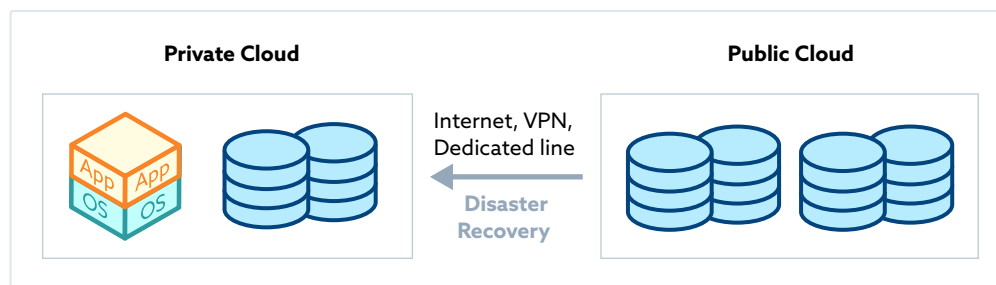 Private Cloud
Public Cloud
App App
OS OS
Internet, VPN,
Dedicated line
Disaster
Recovery